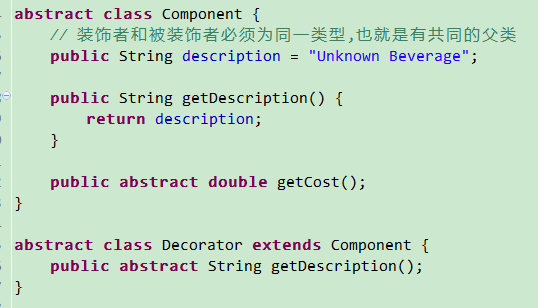 abstract class Component {
    // 装饰者和被装饰者必须为同一类型,也就是有共同的父类
    public String description = "Unknown Beverage";
    public String getDescription() {
        return description;
    }
    public abstract double getCost();
}
abstract class Decorator extends Component {
    public abstract String getDescription();
}